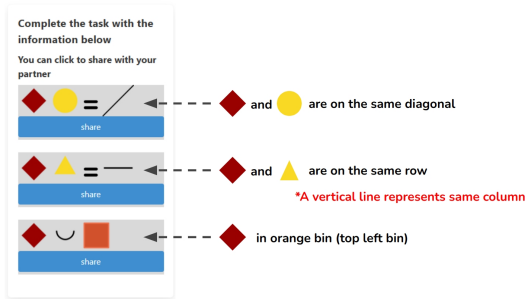 Complete the task with the
information below
You can click to share with your
partner
=
share
and are on the same diagonal
=
share
and are on the same row
*A vertical line represents same column
share
in orange bin (top left bin)